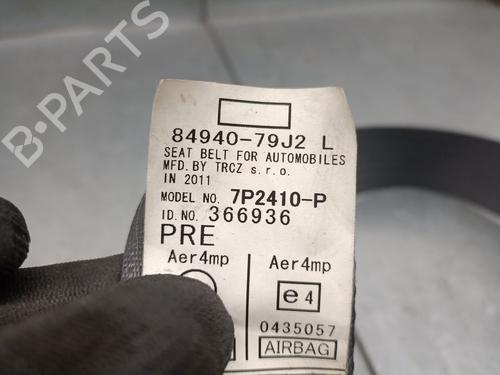 B-PARTS
84940-79J2 L
SEAT BELT FOR AUTOMOBILES
MFD.BY TRCZ s.r.o.
IN 2011
MODEL NO. 7P2410-P
ID.NO. 366936
PRE
Aer4mp Aer4mp
e4
0435057
AIRBAG